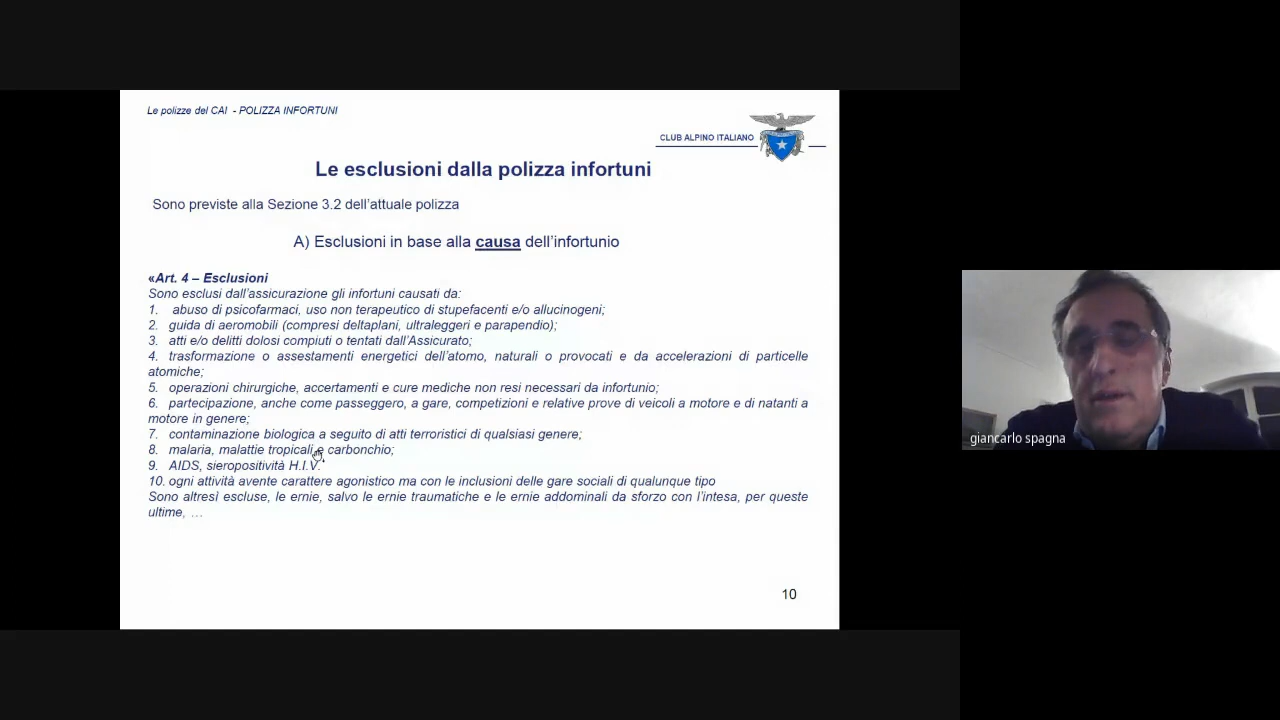 Le polizze del CAI - POLIZZA INFORTUNI
CLUB ALPINO ITALIANO
Le esclusioni dalla polizza infortuni
Sono previste alla Sezione 3.2 dell'attuale polizza
A) Esclusioni in base alla causa dell'infortunio
«Art. 4 – Esclusioni
Sono esclusi dall'assicurazione gli infortuni causati da:
1. abuso di psicofarmaci, uso non terapeutico di stupefacenti e/o allucinogeni;
2. guida di aeromobili (compresi deltaplani, ultraleggeri e parapendio);
3. atti e/o delitti dolosi compiuti o tentati dall'Assicurato;
4. trasformazione o assestamenti energetici dell'atomo, naturali o provocati e da accelerazioni di particelle
atomiche;
5. operazioni chirurgiche, accertamenti e cure mediche non resi necessari da infortunio;
6. partecipazione, anche come passeggero, a gare, competizioni e relative prove di veicoli a motore e di natanti a
motore in genere;
7. contaminazione biologica a seguito di atti terroristici di qualsiasi genere;
8. malaria, malattie tropicali e carbonchio;
9. AIDS, sieropositività H.I.V.
10. ogni attività avente carattere agonistico ma con le inclusioni delle gare sociali di qualunque tipo
Sono altresì escluse, le ernie, salvo le ernie traumatiche e le ernie addominali da sforzo con l'intesa, per queste
ultime, …
10
giancarlo spagna